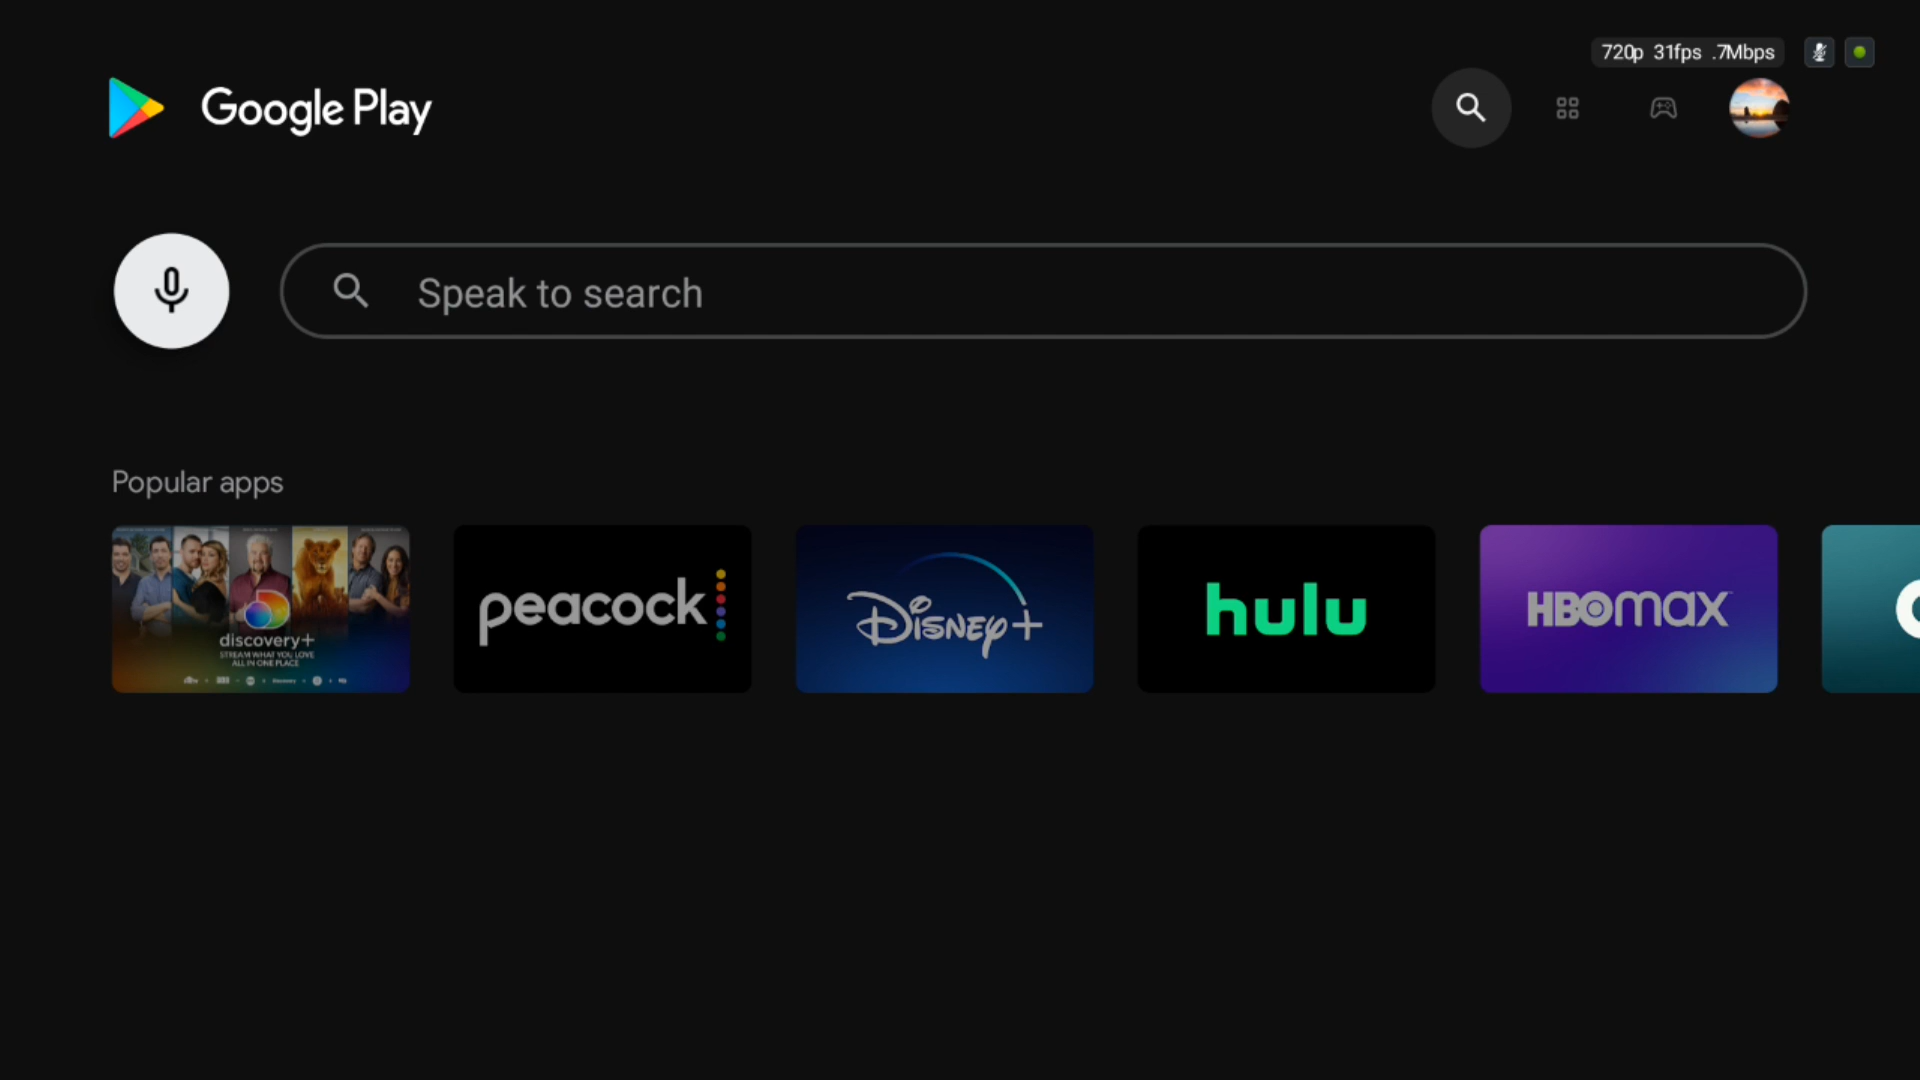 720p 31fps .7Mbps
Google Play
Speak to search
Popular apps
discovery+
STREAM WHAT YOU LOVE
ALL IN ONE PLACE
peacock
Disney+
hulu
HBOmax